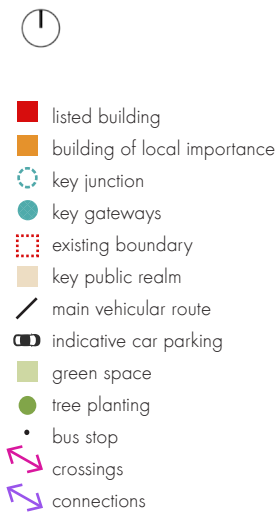 listed building
building of local importance
key junction
key gateways
existing boundary
key public realm
main vehicular route
indicative car parking
green space
tree planting
bus stop
crossings
connections